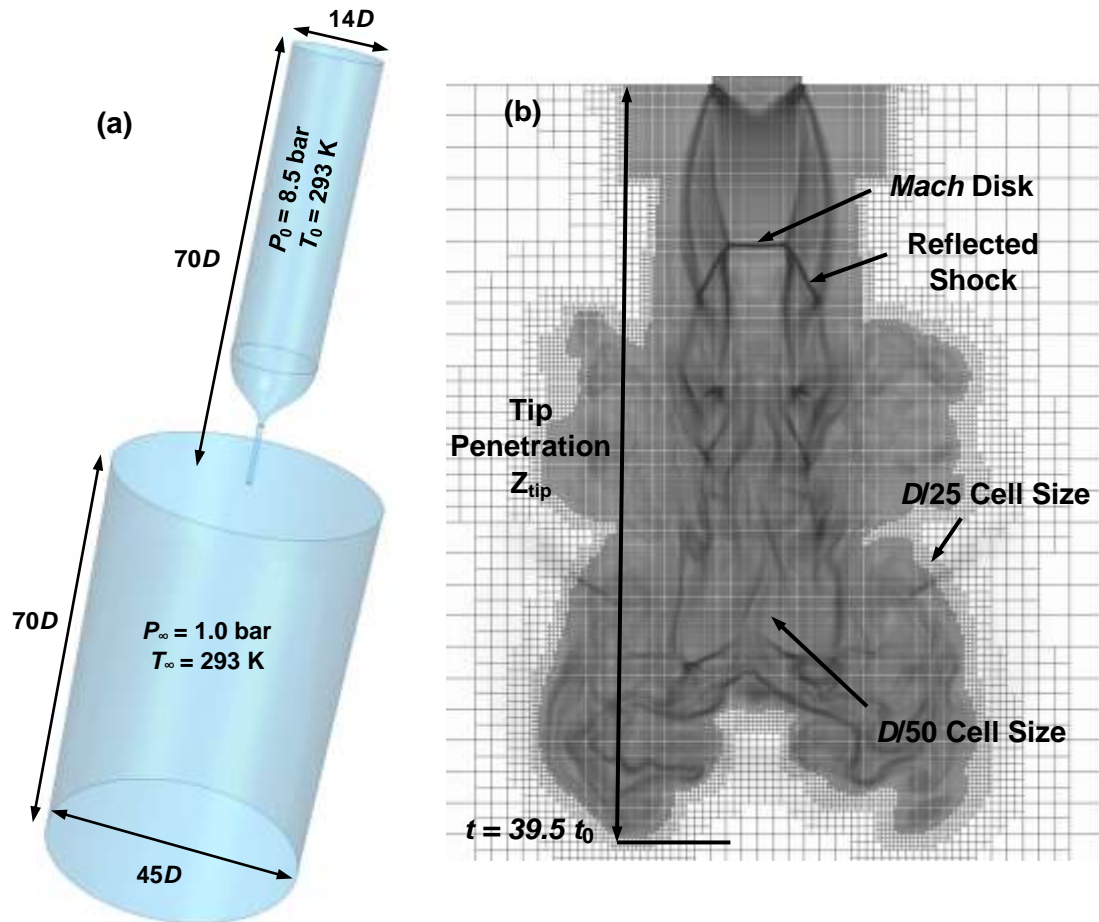 14D
(a)
P₀ = 8.5 bar
T₀ = 293 K
70D
70D
P∞ = 1.0 bar
T∞ = 293 K
45D
(b)
Mach Disk
Reflected
Shock
Tip
Penetration
Ztip
D/25 Cell Size
D/50 Cell Size
t = 39.5 t₀